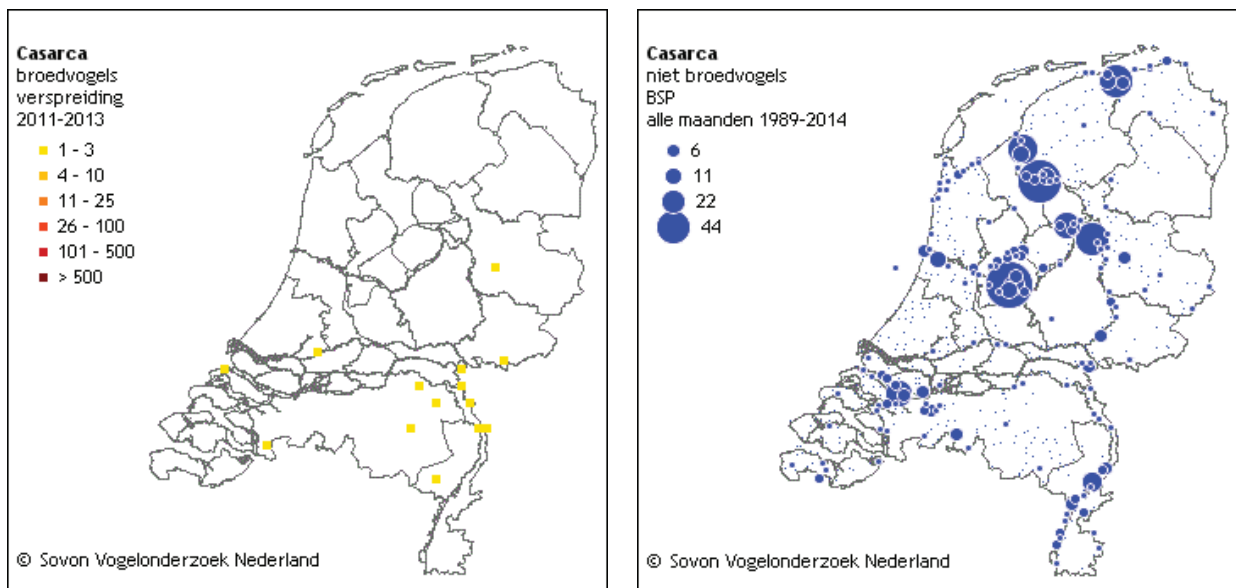 Casarca
broedvogels
verspreiding
2011-2013
1 - 3
4 - 10
11 - 25
26 - 100
101 - 500
> 500
© Sovon Vogelonderzoek Nederland
Casarca
niet broedvogels
BSP
alle maanden 1989-2014
6
11
22
44
© Sovon Vogelonderzoek Nederland